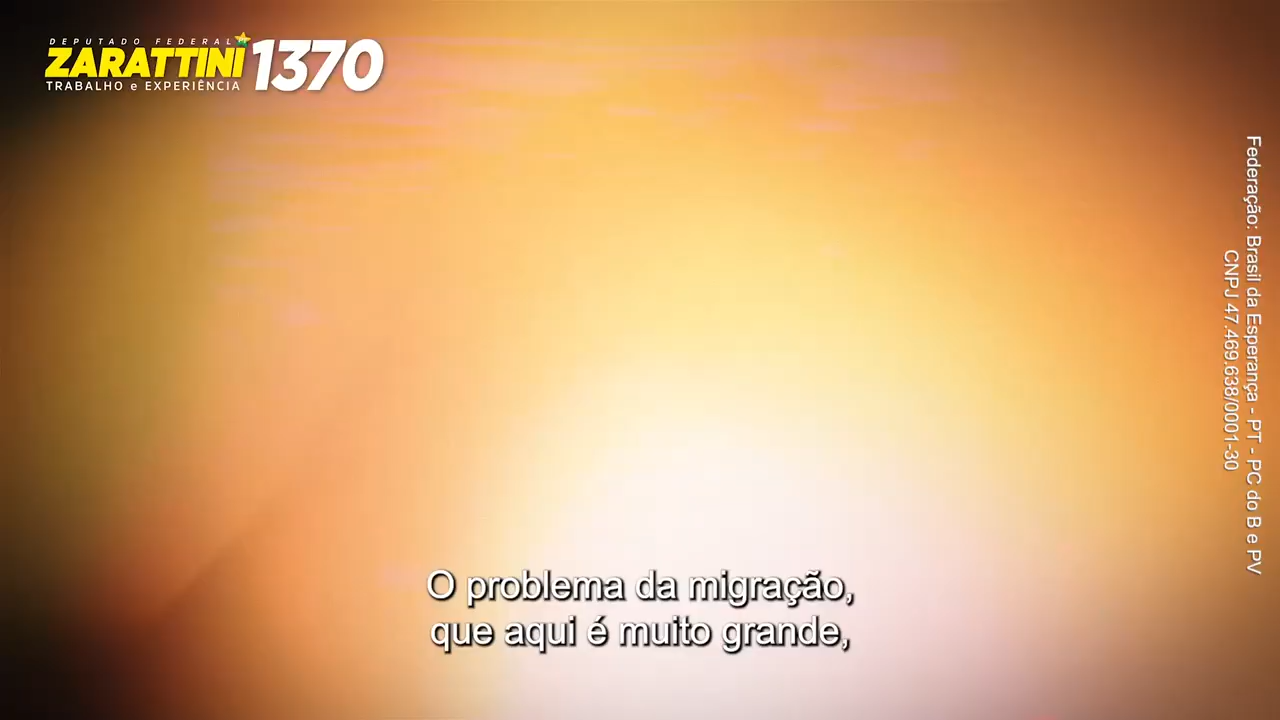 DEPUTADO FEDERAL
ZARATTINI 1370
TRABALHO e EXPERIÊNCIA
Federação: Brasil da Esperança - PT - PC do B e PV
CNPJ 47.469.638/0001-30
O problema da migração,
que aqui é muito grande,